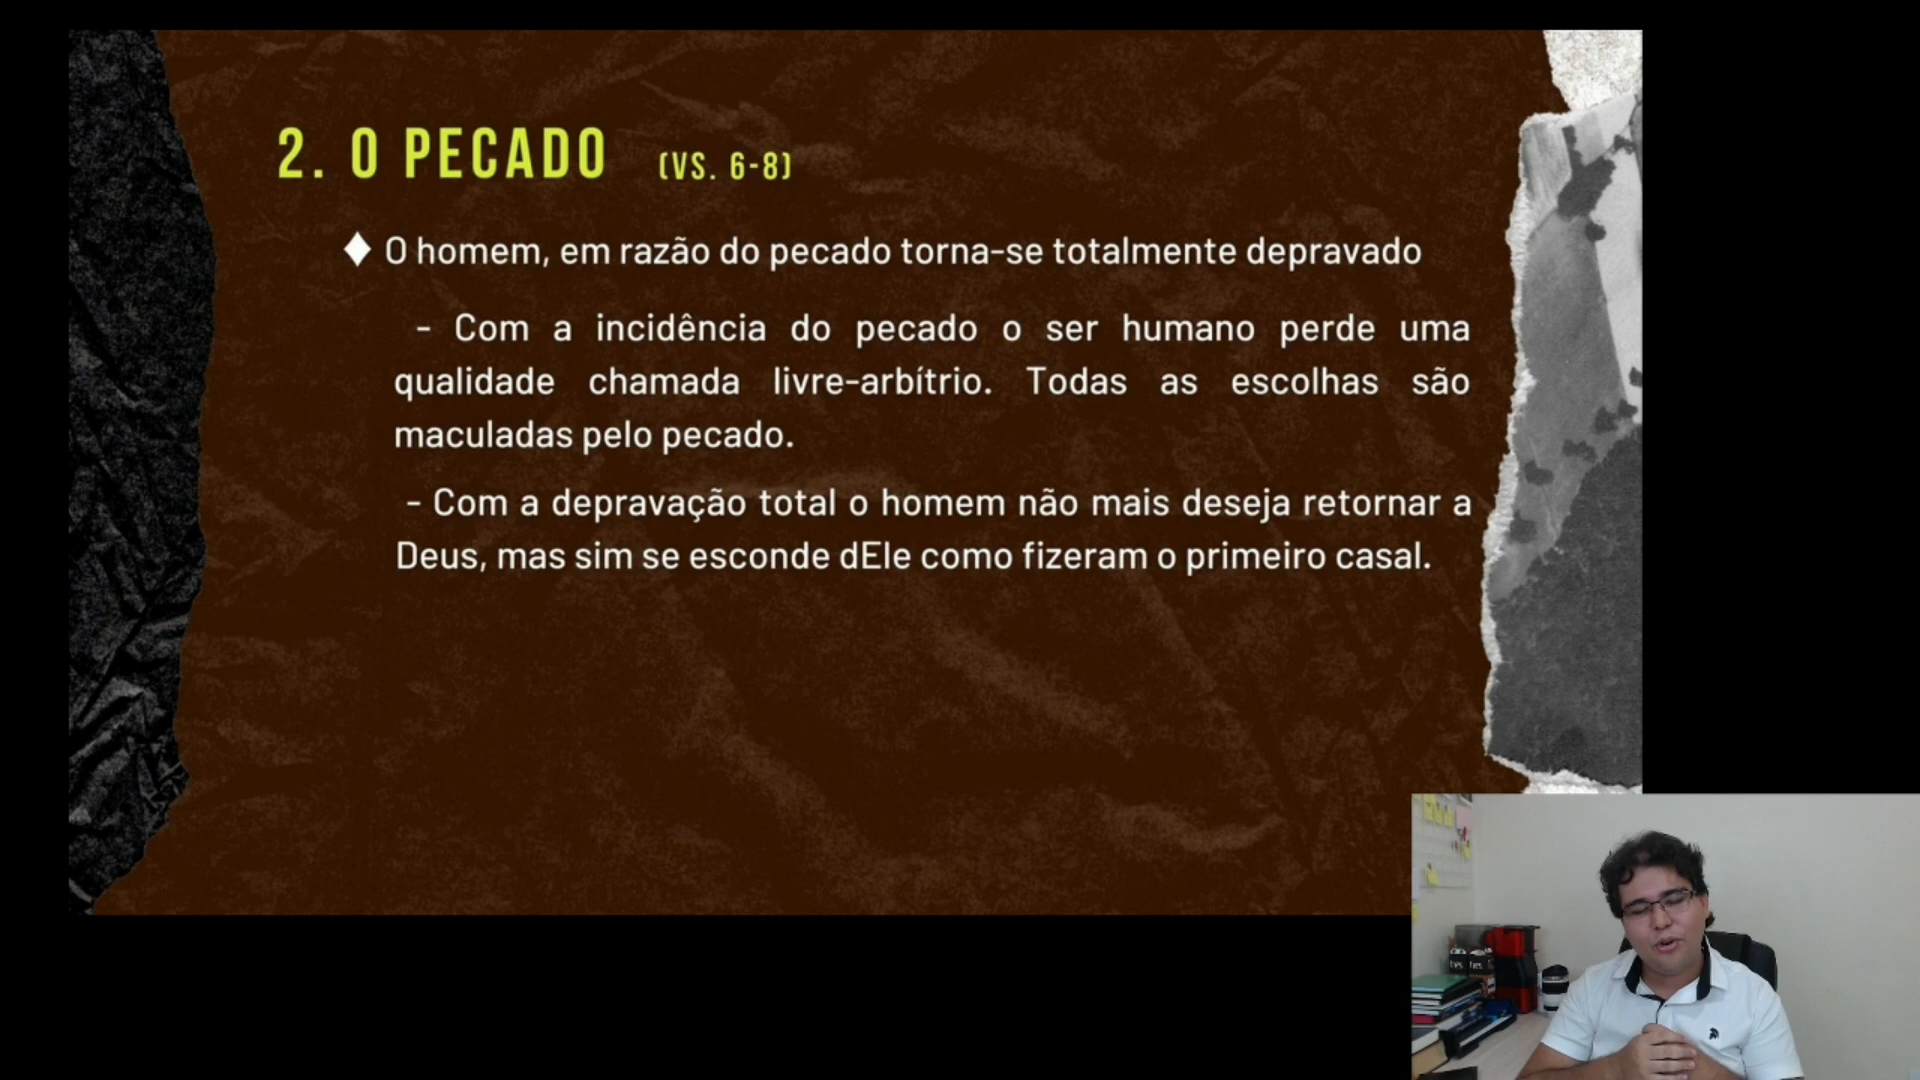 2. O PECADO (VS. 6-8)
O homem, em razão do pecado torna-se totalmente depravado
- Com a incidência do pecado o ser humano perde uma
qualidade chamada livre-arbítrio. Todas as escolhas são
maculadas pelo pecado.
- Com a depravação total o homem não mais deseja retornar a
Deus, mas sim se esconde dEle como fizeram o primeiro casal.